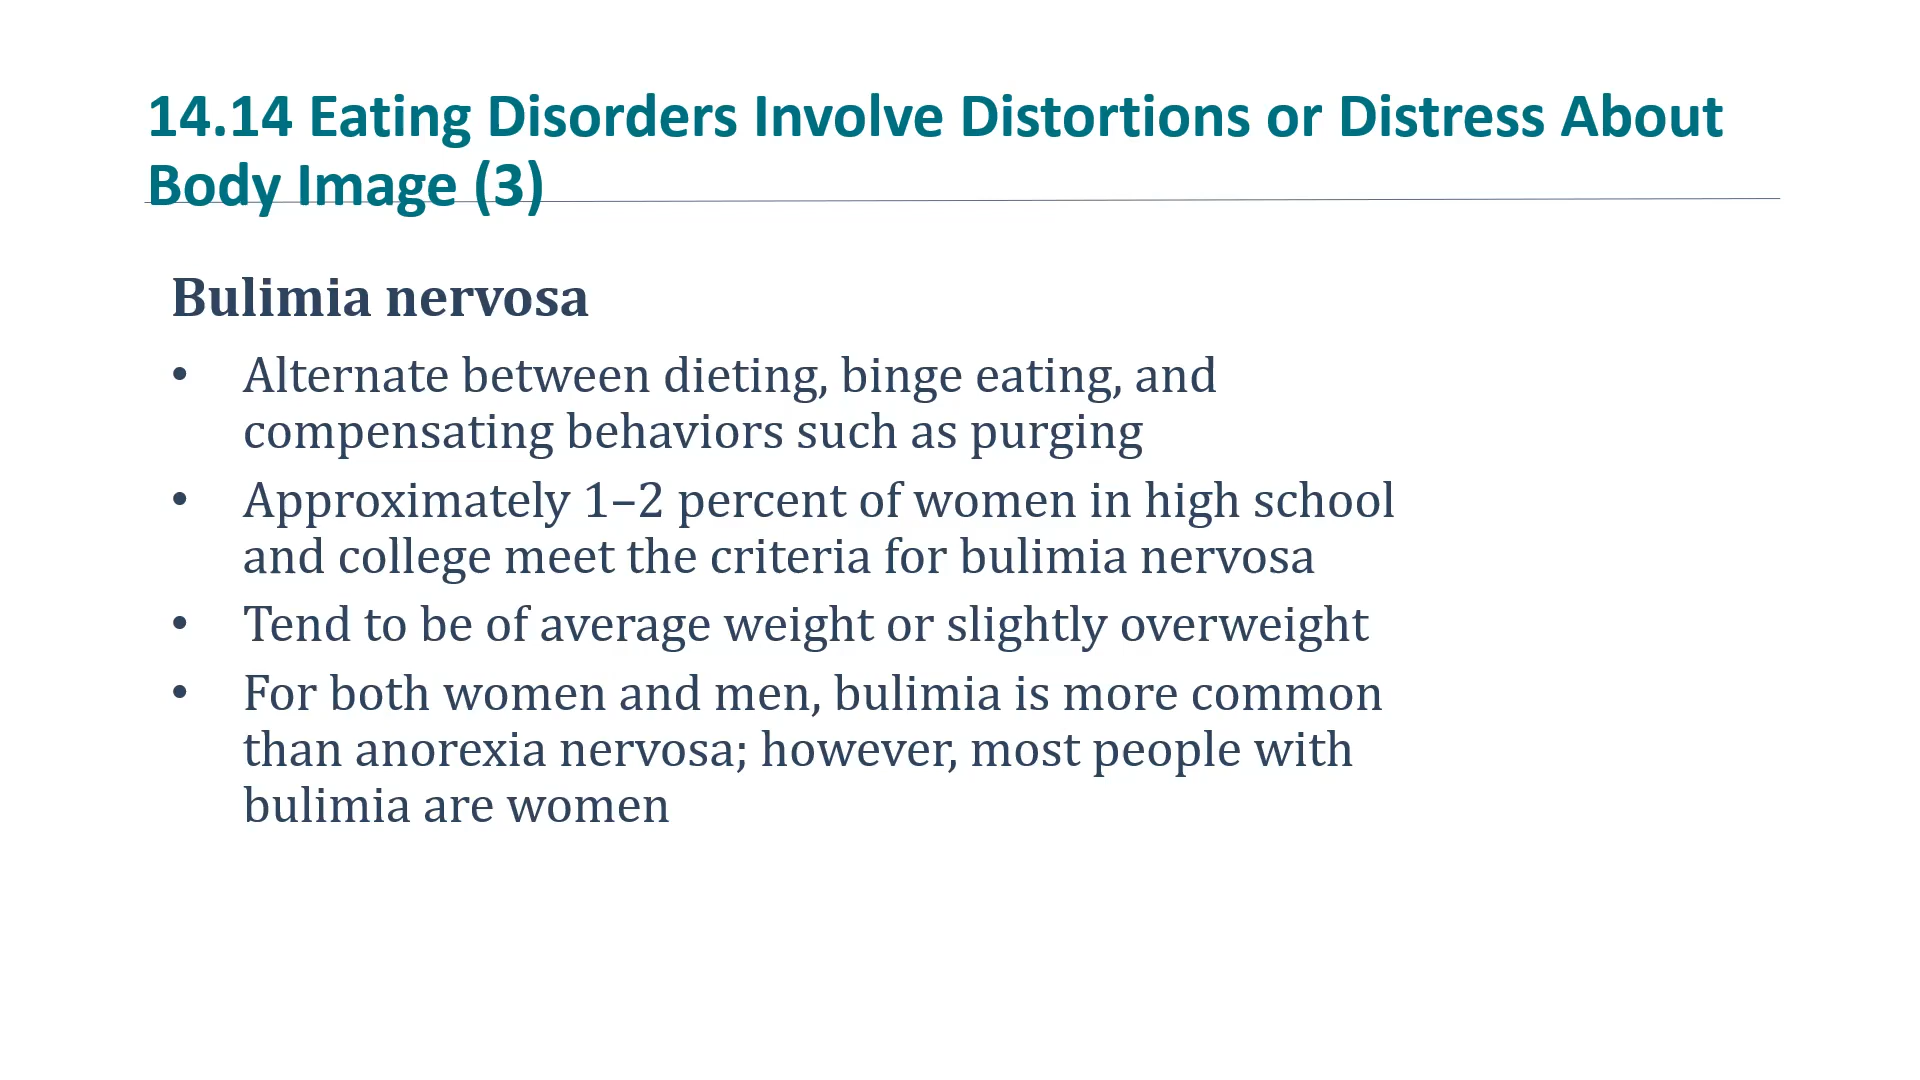 14.14 Eating Disorders Involve Distortions or Distress About
Body Image (3)
Bulimia nervosa
• Alternate between dieting, binge eating, and
compensating behaviors such as purging
• Approximately 1–2 percent of women in high school
and college meet the criteria for bulimia nervosa
• Tend to be of average weight or slightly overweight
• For both women and men, bulimia is more common
than anorexia nervosa; however, most people with
bulimia are women